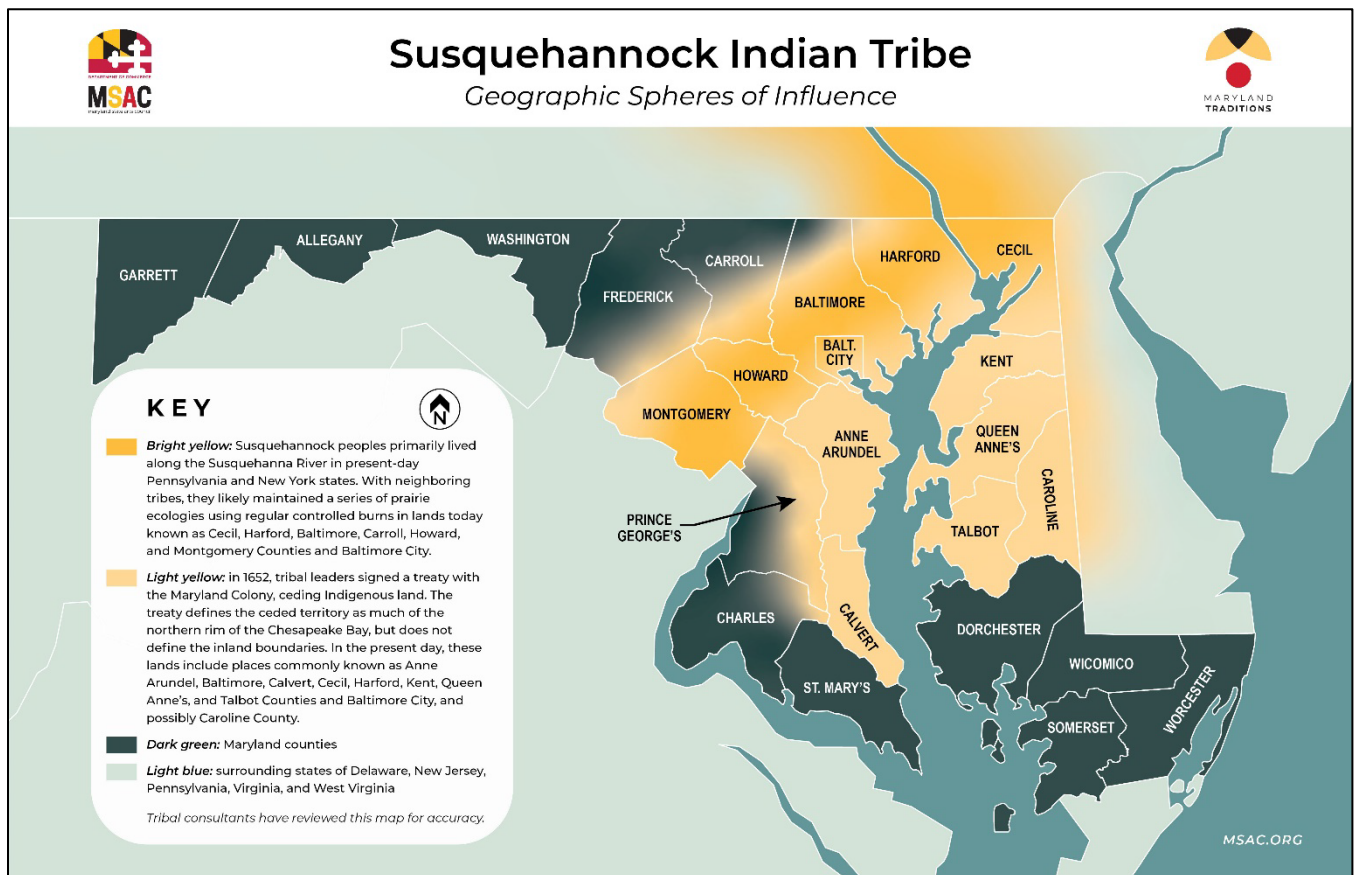 Susquehannock Indian Tribe
Geographic Spheres of Influence
DEPARTMENT OF COMMERCE
MSAC
MARYLAND STATE ARTS COUNCIL
MARYLAND
TRADITIONS
GARRETT
ALLEGANY
WASHINGTON
FREDERICK
CARROLL
BALTIMORE
HARFORD
CECIL
BALT.
CITY
HOWARD
MONTGOMERY
KENT
ANNE
ARUNDEL
QUEEN
ANNE'S
CAROLINE
TALBOT
PRINCE
GEORGE'S
CHARLES
CALVERT
ST. MARY'S
DORCHESTER
WICOMICO
WORCESTER
SOMERSET
KEY
N
Bright yellow: Susquehannock peoples primarily lived
along the Susquehanna River in present-day
Pennsylvania and New York states. With neighboring
tribes, they likely maintained a series of prairie
ecologies using regular controlled burns in lands today
known as Cecil, Harford, Baltimore, Carroll, Howard,
and Montgomery Counties and Baltimore City.
Light yellow: in 1652, tribal leaders signed a treaty with
the Maryland Colony, ceding Indigenous land. The
treaty defines the ceded territory as much of the
northern rim of the Chesapeake Bay, but does not
define the inland boundaries. In the present day, these
lands include places commonly known as Anne
Arundel, Baltimore, Calvert, Cecil, Harford, Kent, Queen
Anne's, and Talbot Counties and Baltimore City, and
possibly Caroline County.
Dark green: Maryland counties
Light blue: surrounding states of Delaware, New Jersey,
Pennsylvania, Virginia, and West Virginia
Tribal consultants have reviewed this map for accuracy.
MSAC.ORG